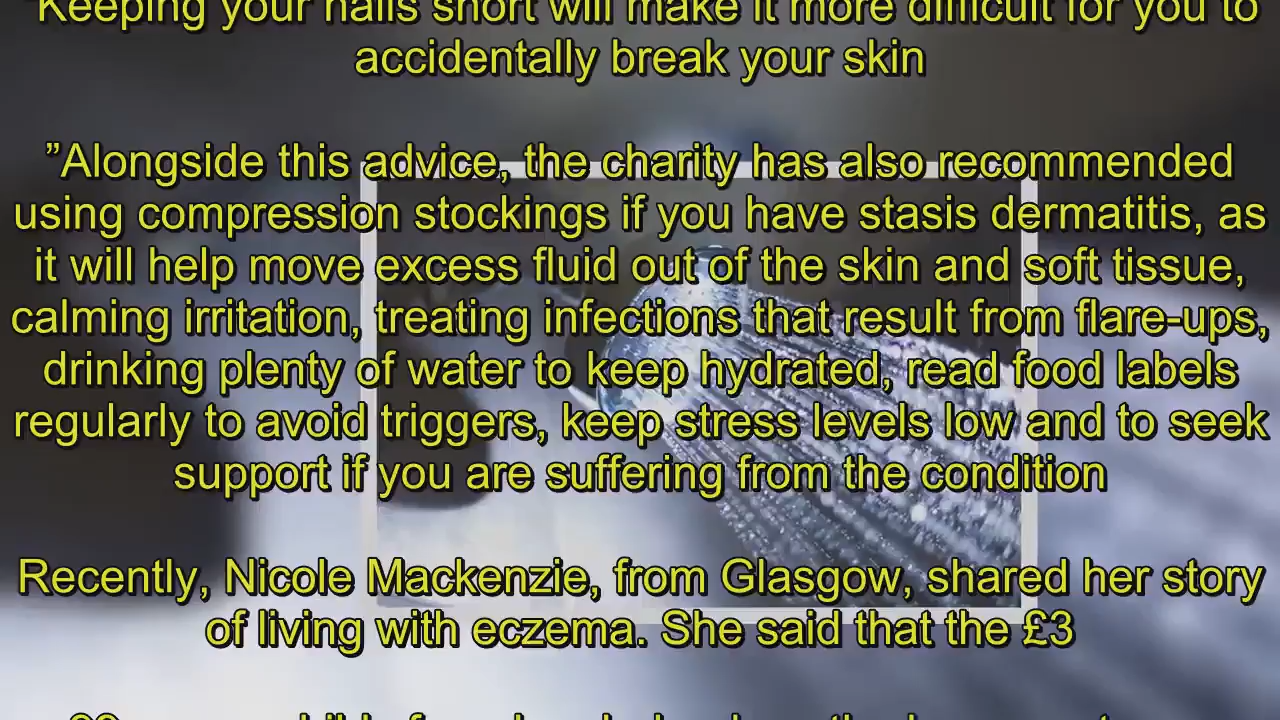 "Keeping your nails short will make it more difficult for you to
accidentally break your skin
”Alongside this advice, the charity has also recommended
using compression stockings if you have stasis dermatitis, as
it will help move excess fluid out of the skin and soft tissue,
calming irritation, treating infections that result from flare-ups,
drinking plenty of water to keep hydrated, read food labels
regularly to avoid triggers, keep stress levels low and to seek
support if you are suffering from the condition
Recently, Nicole Mackenzie, from Glasgow, shared her story
of living with eczema. She said that the £3